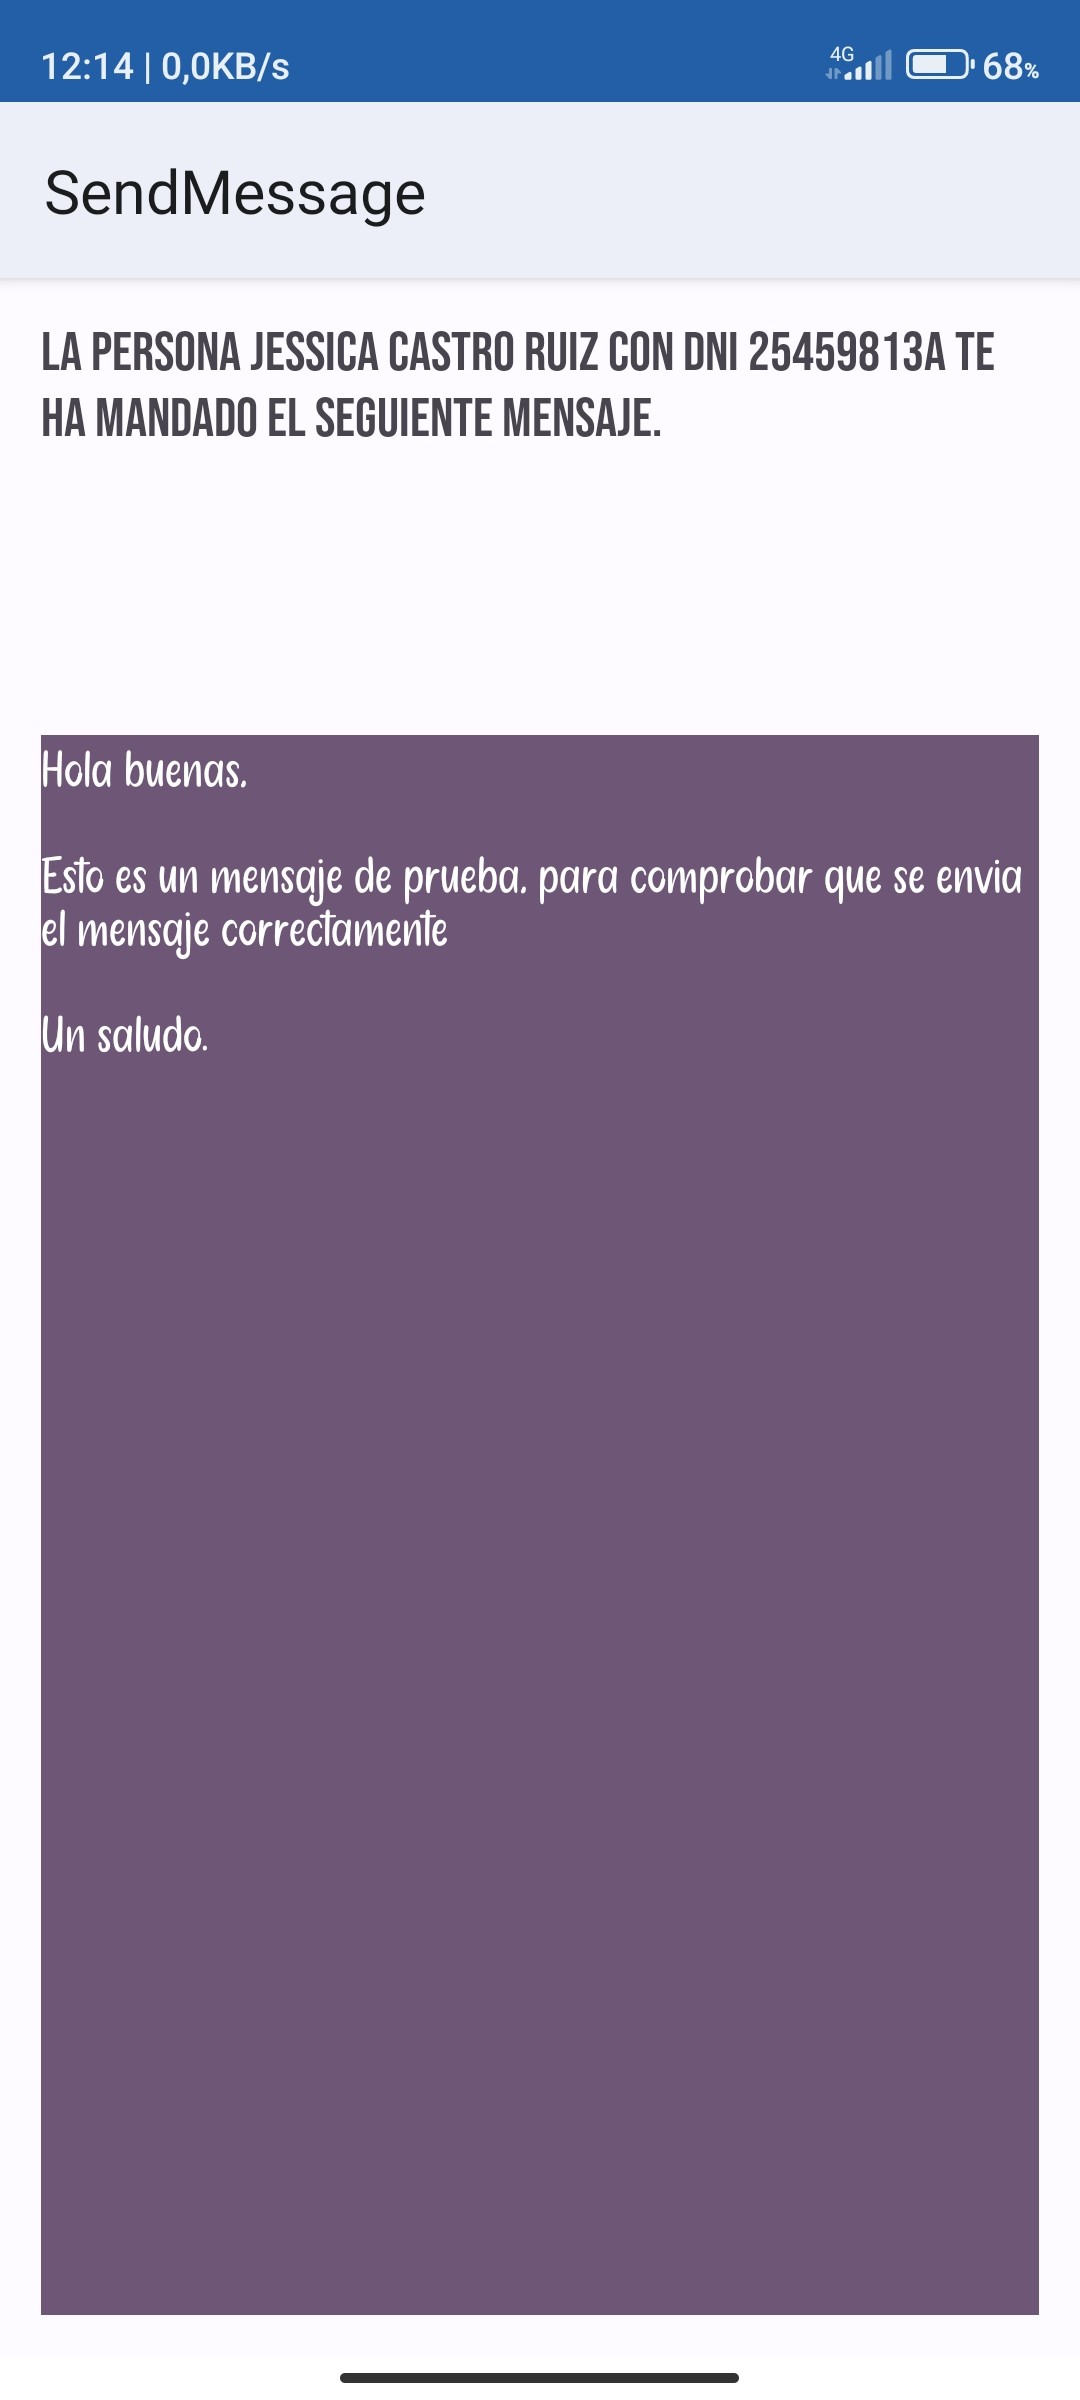 12:14 | 0,0KB/s 4G 68%
SendMessage
LA PERSONA JESSICA CASTRO RUIZ CON DNI 25459813A TE
HA MANDADO EL SEGUIENTE MENSAJE.
Hola buenas,
Esto es un mensaje de prueba, para comprobar que se envia
el mensaje correctamente
Un saludo.